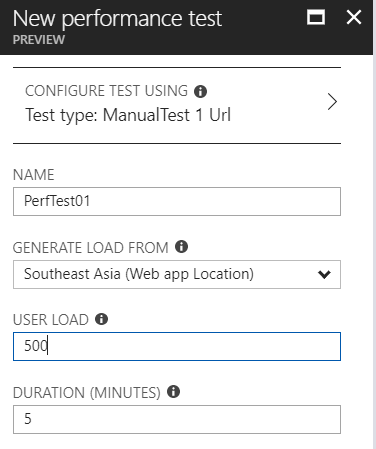 New performance test
PREVIEW
CONFIGURE TEST USING
Test type: ManualTest 1 Url
NAME
PerfTest01
GENERATE LOAD FROM
Southeast Asia (Web app Location)
USER LOAD
500
DURATION (MINUTES)
5